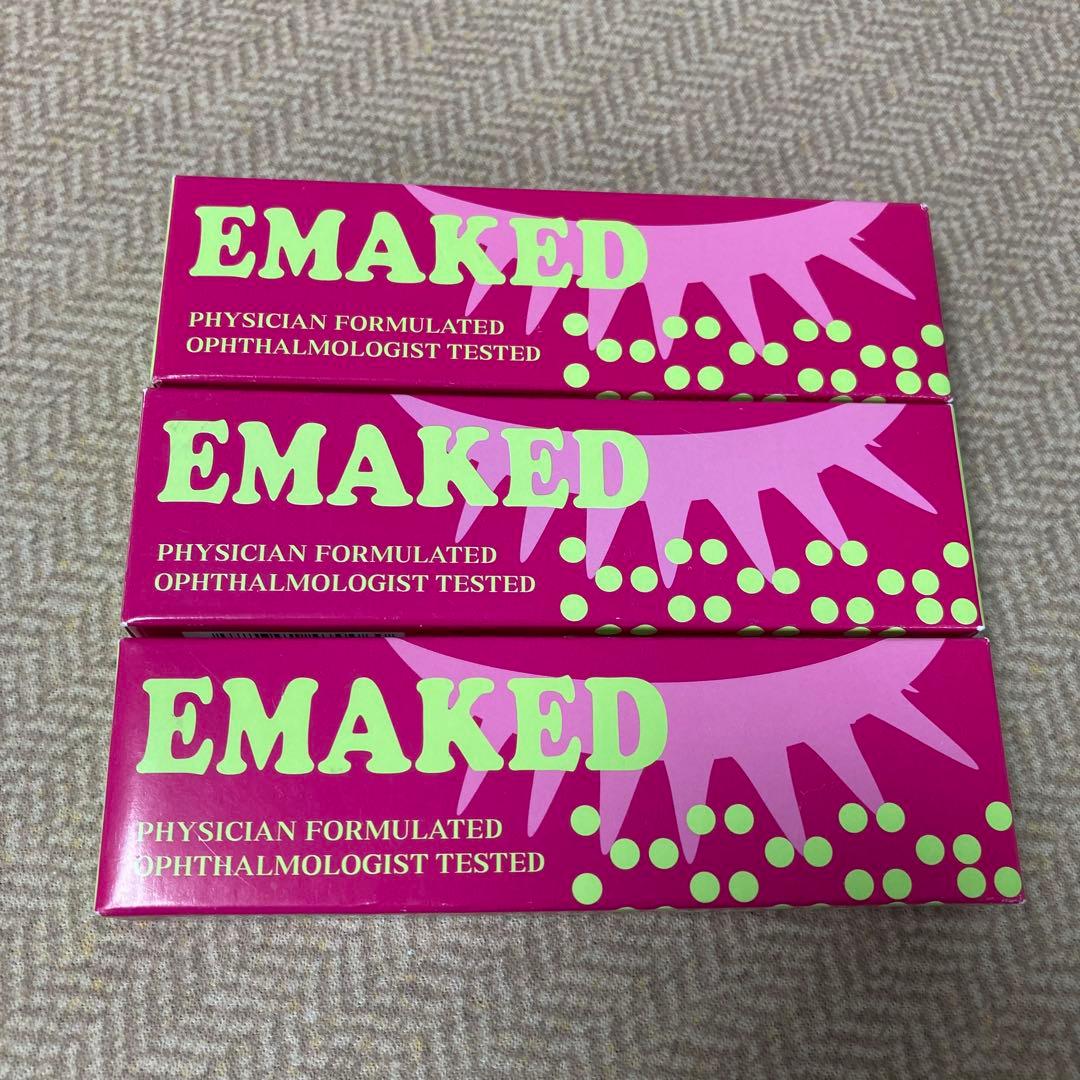 EMAKED
PHYSICIAN FORMULATED
OPHTHALMOLOGIST TESTED
EMAKED
PHYSICIAN FORMULATED
OPHTHALMOLOGIST TESTED
EMAKED
PHYSICIAN FORMULATED
OPHTHALMOLOGIST TESTED